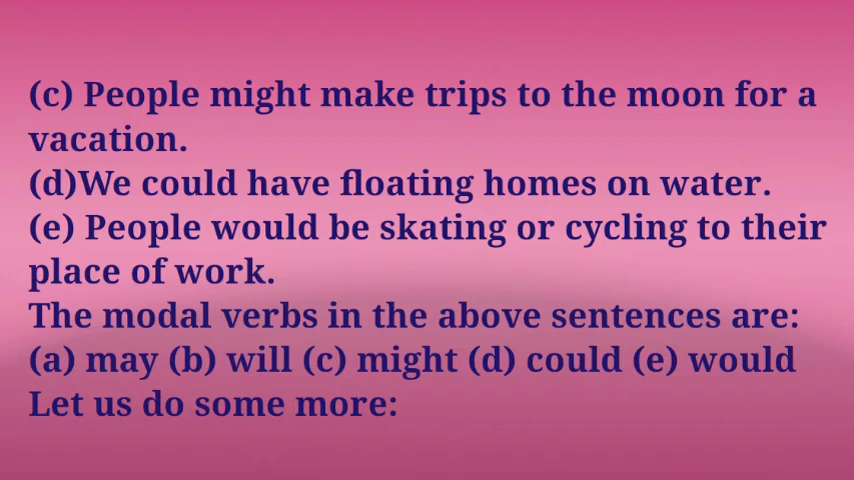 (c) People might make trips to the moon for a
vacation.
(d)We could have floating homes on water.
(e) People would be skating or cycling to their
place of work.
The modal verbs in the above sentences are:
(a) may (b) will (c) might (d) could (e) would
Let us do some more: